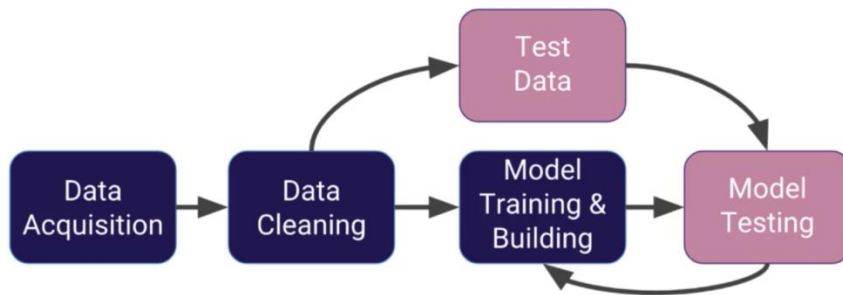 Test
Data
Data
Acquisition
Data
Cleaning
Model
Training &
Building
Model
Testing